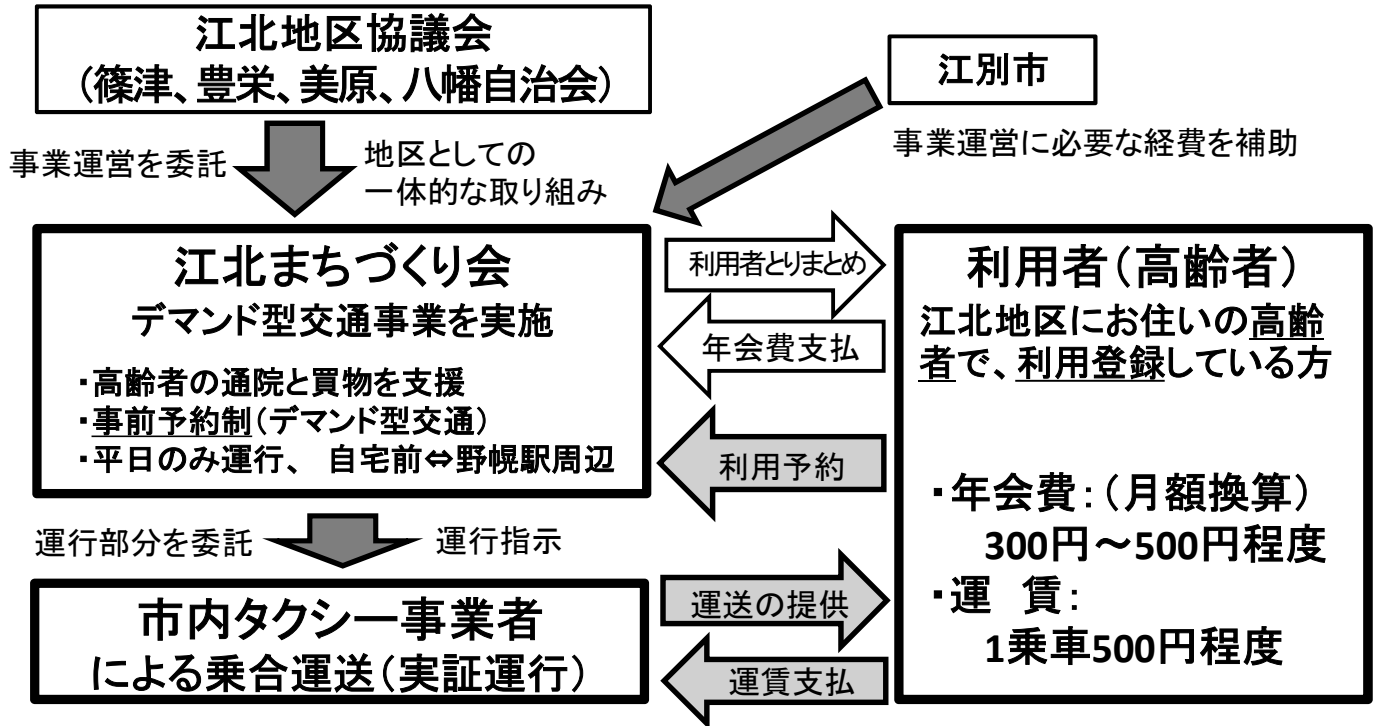 江北地区協議会
（篠津、豊栄、美原、八幡自治会）
江別市
事業運営を委託
地区としての
一体的な取り組み
事業運営に必要な経費を補助
江北まちづくり会
デマンド型交通事業を実施
・高齢者の通院と買物を支援
・事前予約制（デマンド型交通）
・平日のみ運行、 自宅前⇔野幌駅周辺
利用者とりまとめ
年会費支払
利用予約
利用者（高齢者）
江北地区にお住いの高齢
者で、利用登録している方
・年会費：（月額換算）
300円～500円程度
・運　賃：
1乗車500円程度
運行部分を委託
運行指示
市内タクシー事業者
による乗合運送（実証運行）
運送の提供
運賃支払